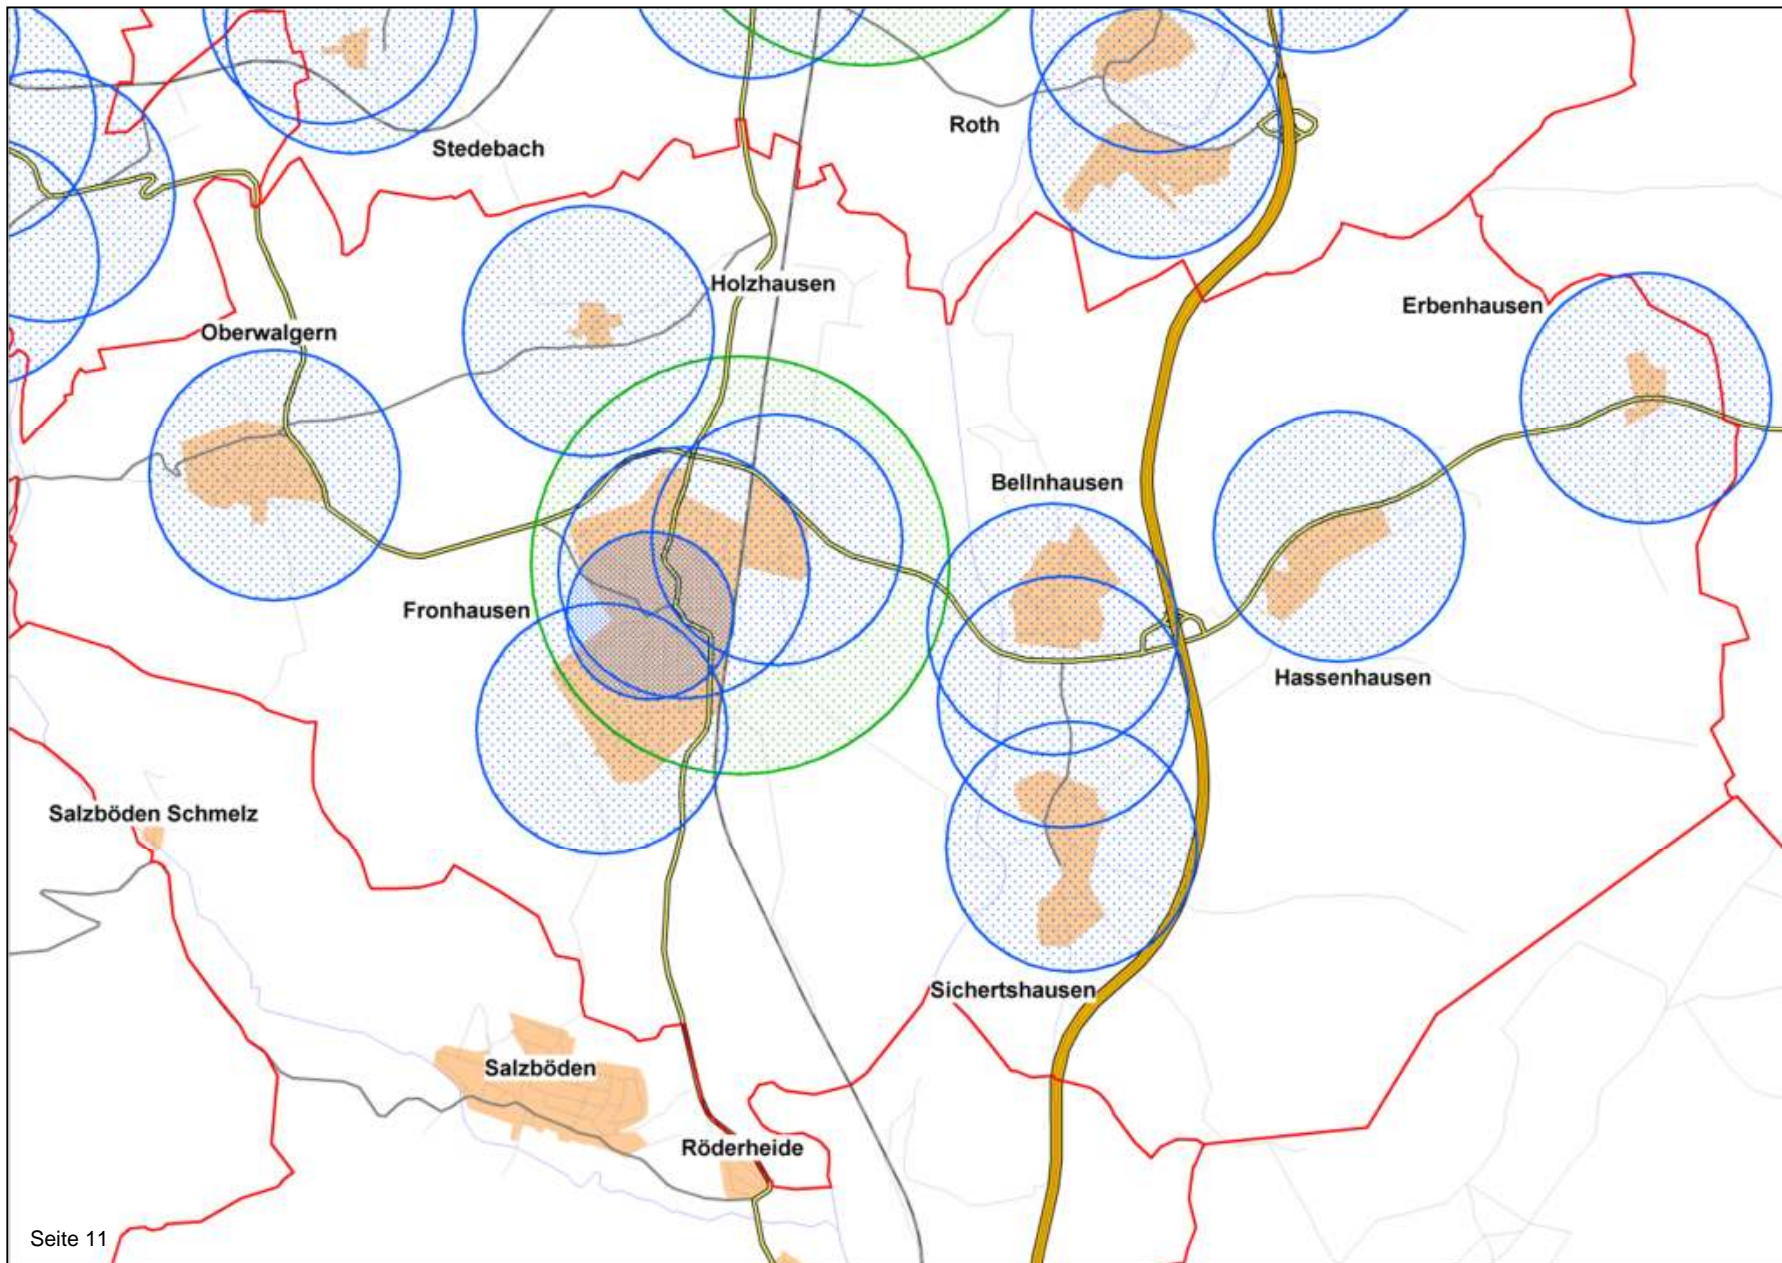 Roth
Stedebach
Holzhausen
Erbenhausen
Oberwalgern
Bellnhausen
Fronhausen
Hassenhausen
Salzböden Schmelz
Sichertshausen
Salzböden
Röderheide
Seite 11